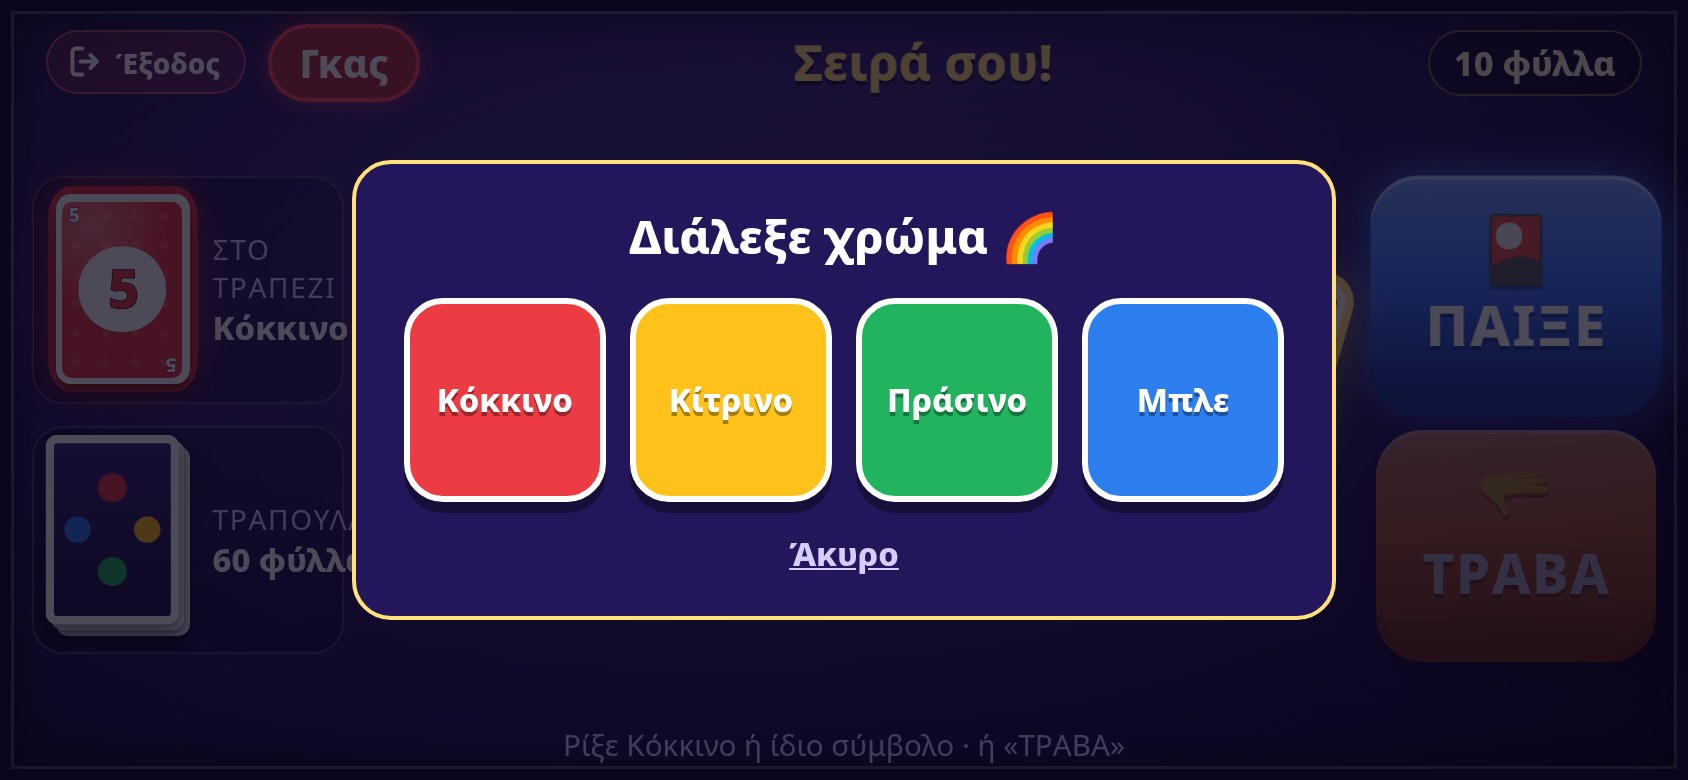 Έξοδος
Γκας
Σειρά σου!
10 φύλλα
5
5
5
ΣΤΟ
ΤΡΑΠΕΖΙ
Κόκκινο
Διάλεξε χρώμα 🌈
Κόκκινο
Κίτρινο
Πράσινο
Μπλε
Άκυρο
ΠΑΙΞΕ
60
ΤΡΑΒΑ
Ρίξε Κόκκινο ή ίδιο σύμβολο · ή «ΤΡΑΒΑ»